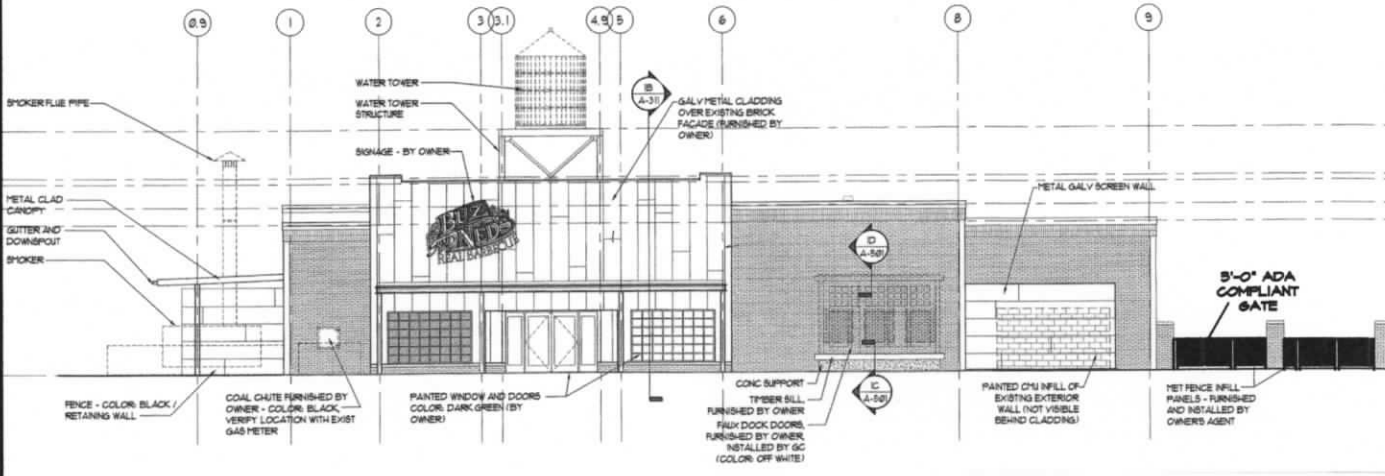 0.9
1
2
3
3.1
4.9
5
6
8
9
SMOKER FLUE PIPE
METAL CLAD
CANOPY
GUTTER AND
DOWNSPOUT
SMOKER
WATER TOWER
WATER TOWER
STRUCTURE
SIGNAGE - BY OWNER
1B
A-311
GALV METAL CLADDING
OVER EXISTING BRICK
FACADE (FURNISHED BY
OWNER)
BUZ AND
NED'S
REAL BARBECUE
METAL GALV SCREEN WALL
1D
A-501
3'-0" ADA
COMPLIANT
GATE
FENCE - COLOR: BLACK /
RETAINING WALL
COAL CHUTE FURNISHED BY
OWNER - COLOR: BLACK,
VERIFY LOCATION WITH EXIST
GAS METER
PAINTED WINDOW AND DOORS
COLOR: DARK GREEN (BY
OWNER)
CONC SUPPORT
TIMBER SILL,
FURNISHED BY OWNER
FAUX DOCK DOORS,
FURNISHED BY OWNER,
INSTALLED BY GC
(COLOR: OFF WHITE)
1C
A-501
PAINTED CMU INFILL OF
EXISTING EXTERIOR
WALL (NOT VISIBLE
BEHIND CLADDING)
MET FENCE INFILL
PANELS - FURNISHED
AND INSTALLED BY
OWNER'S AGENT